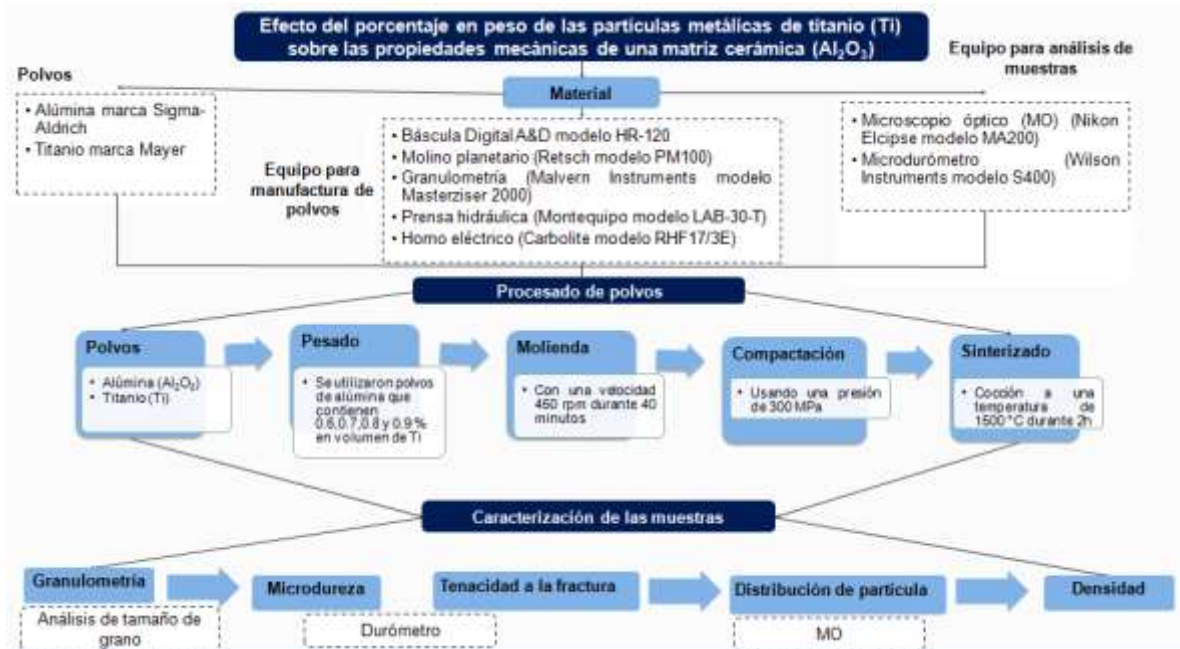 Efecto del porcentaje en peso de las partículas metálicas de titanio (Ti)
sobre las propiedades mecánicas de una matriz cerámica (Al₂O₃)
Polvos
• Alúmina marca Sigma-
Aldrich
• Titanio marca Mayer
Material
Equipo para
manufactura de
polvos
• Báscula Digital A&D modelo HR-120
• Molino planetario (Retsch modelo PM100)
• Granulometría (Malvern Instruments modelo
Masterziser 2000)
• Prensa hidráulica (Montequipo modelo LAB-30-T)
• Horno eléctrico (Carbolite modelo RHF17/3E)
Equipo para análisis de
muestras
• Microscopio óptico (MO) (Nikon
Elcipse modelo MA200)
• Microdurómetro (Wilson
Instruments modelo S400)
Procesado de polvos
Polvos
• Alúmina (Al₂O₃)
• Titanio (Ti)
Pesado
• Se utilizaron polvos
de alúmina que
contienen
0.6,0.7,0.8 y 0.9 %
en volumen de Ti
Molienda
• Con una velocidad
450 rpm durante 40
minutos
Compactación
• Usando una presión
de 300 MPa
Sinterizado
• Cocción a una
temperatura de
1500 °C durante 2h
Caracterización de las muestras
Granulometría
Análisis de tamaño de
grano
Microdureza
Tenacidad a la fractura
Durómetro
Distribución de partícula
MO
Densidad